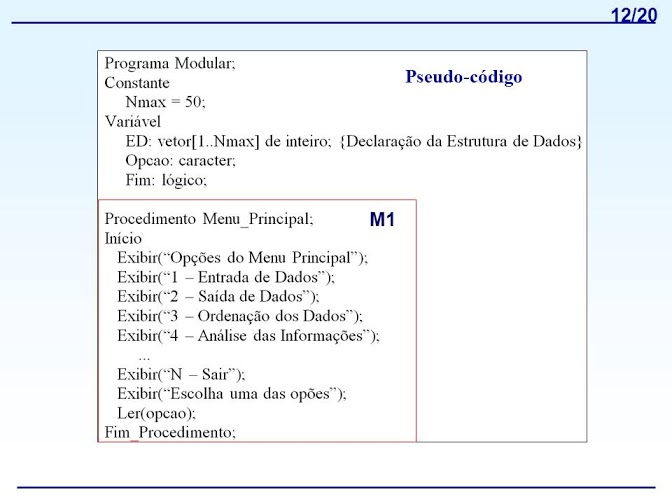 12/20
Pseudo-código
Programa Modular;
Constante
Nmax = 50;
Variável
ED: vetor[1..Nmax] de inteiro; {Declaração da Estrutura de Dados}
Opcao: caracter;
Fim: lógico;
M1
Procedimento Menu_Principal;
Início
Exibir(“Opções do Menu Principal”);
Exibir(“1 – Entrada de Dados”);
Exibir(“2 – Saída de Dados”);
Exibir(“3 – Ordenação dos Dados”);
Exibir(“4 – Análise das Informações”);
...
Exibir(“N – Sair”);
Exibir(“Escolha uma das opões”);
Ler(opcao);
Fim_Procedimento;